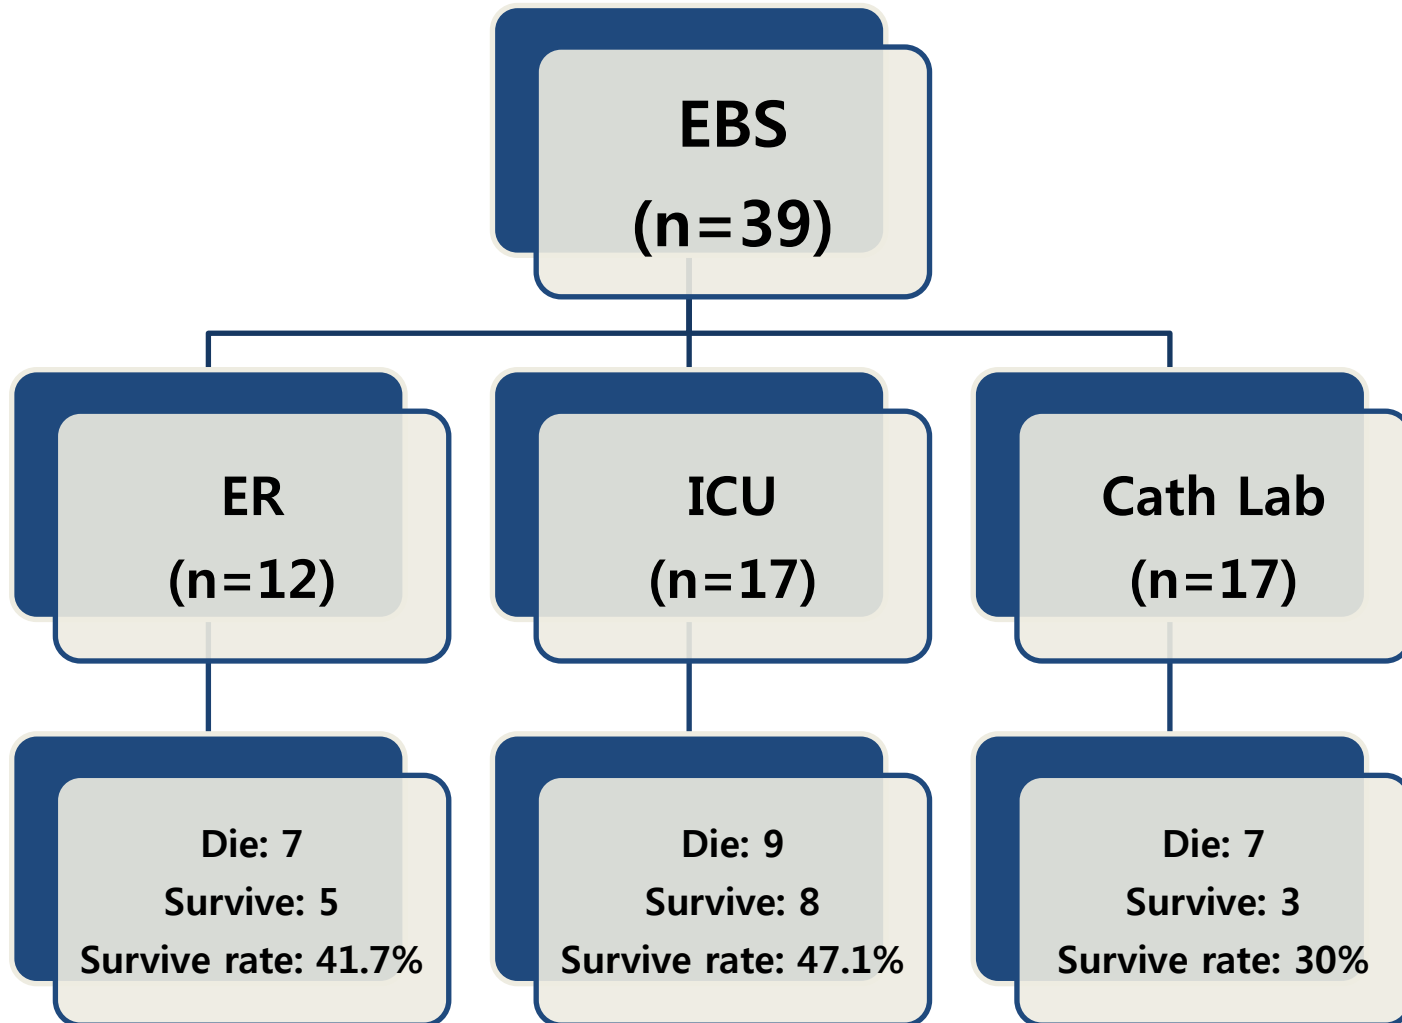 EBS
(n=39)
ER
(n=12)
ICU
(n=17)
Cath Lab
(n=17)
Die: 7
Survive: 5
Survive rate: 41.7%
Die: 9
Survive: 8
Survive rate: 47.1%
Die: 7
Survive: 3
Survive rate: 30%